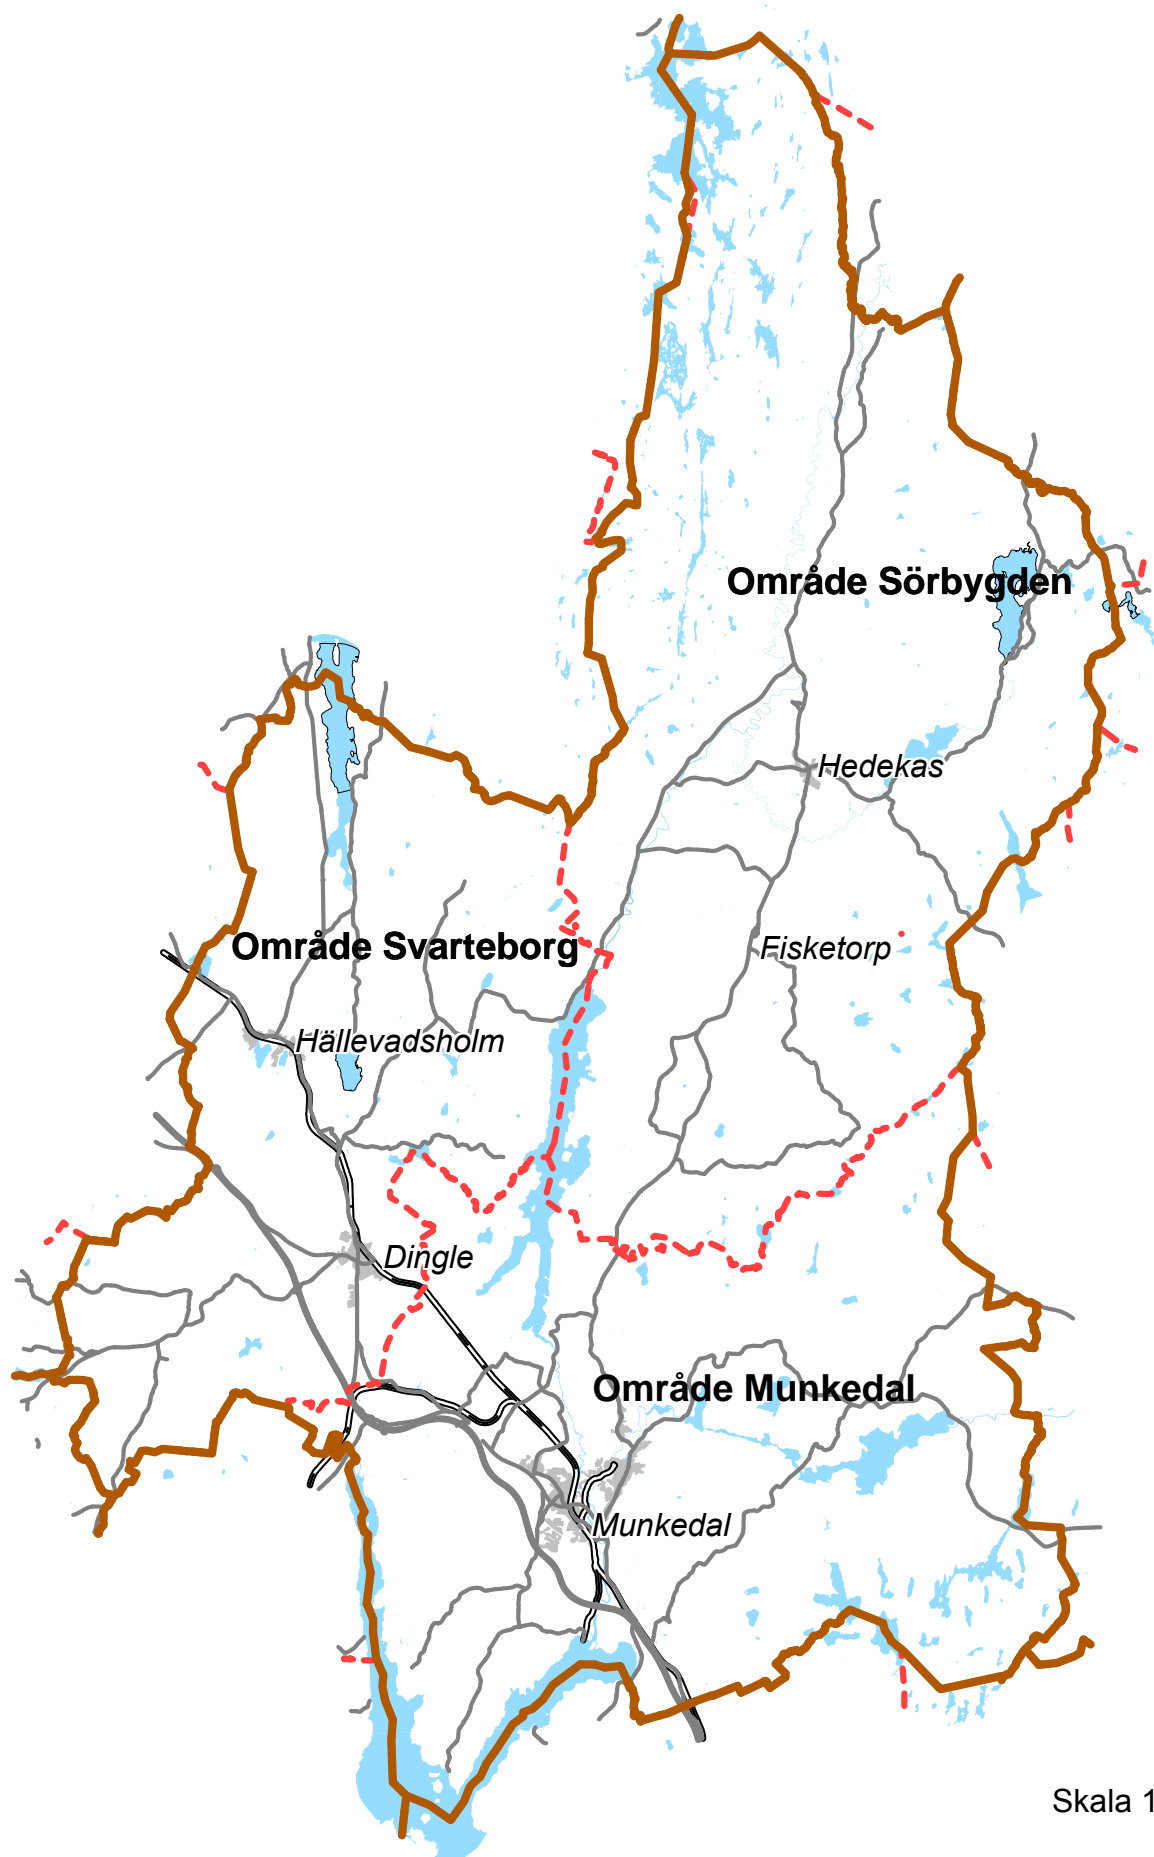 Område Sörbygden
Hedekas
Område Svarteborg
Fisketorp
Hällevadsholm
Dingle
Område Munkedal
Munkedal
Skala 1